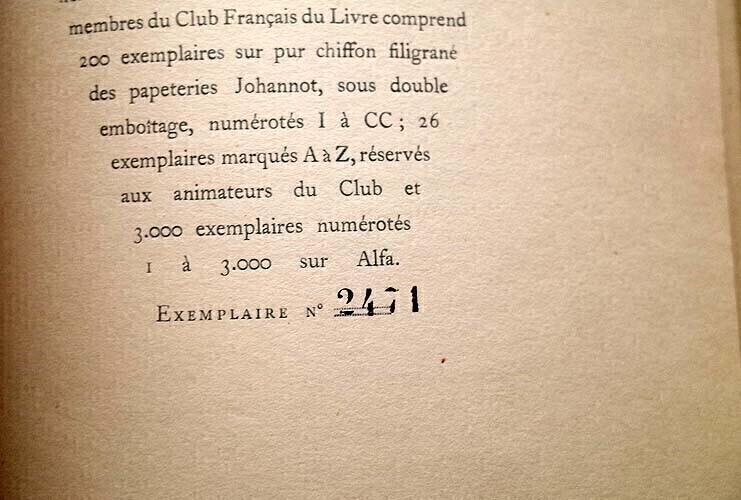 membres du Club Français du Livre comprend
200 exemplaires sur pur chiffon filigrané
des papeteries Johannot, sous double
emboîtage, numérotés I à CC ; 26
exemplaires marqués A à Z, réservés
aux animateurs du Club et
3.000 exemplaires numérotés
1 à 3.000 sur Alfa.
EXEMPLAIRE N°